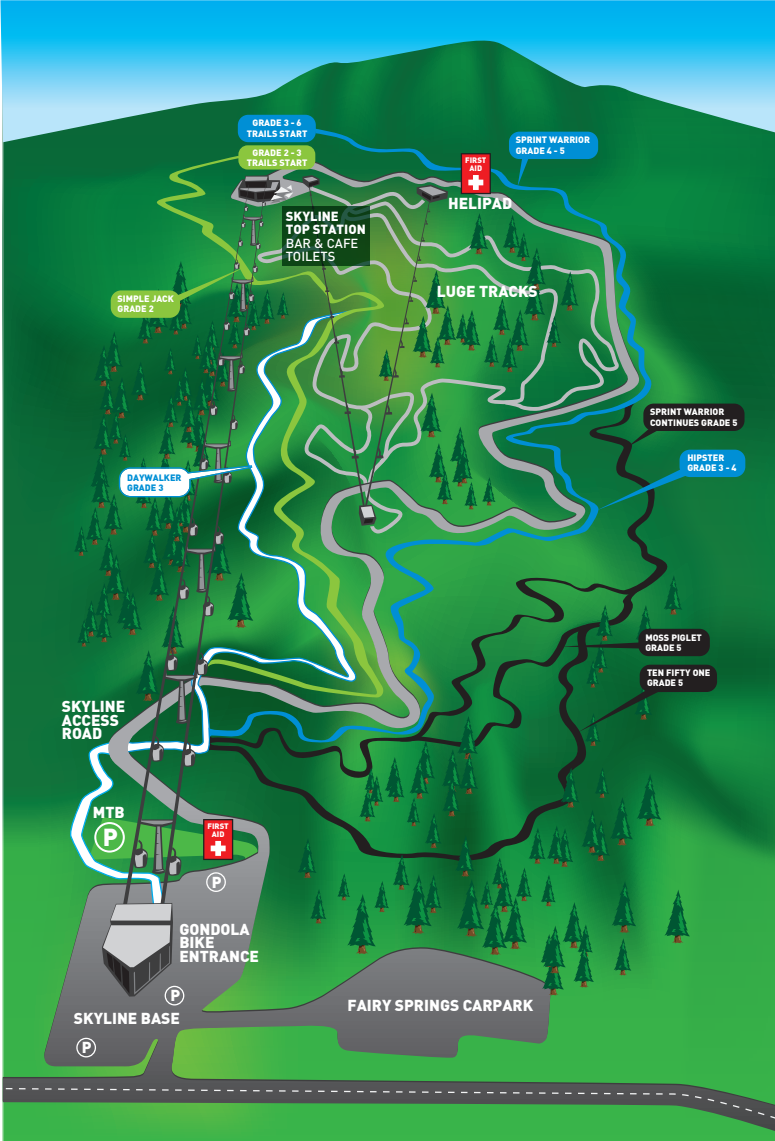 GRADE 3 - 6
TRAILS START
GRADE 2 - 3
TRAILS START
SPRINT WARRIOR
GRADE 4 - 5
FIRST
AID
HELIPAD
SKYLINE
TOP STATION
BAR & CAFE
TOILETS
LUGE TRACKS
SIMPLE JACK
GRADE 2
SPRINT WARRIOR
CONTINUES GRADE 5
HIPSTER
GRADE 3 - 4
DAYWALKER
GRADE 3
MOSS PIGLET
GRADE 5
TEN FIFTY ONE
GRADE 5
SKYLINE
ACCESS
ROAD
MTB
P
FIRST
AID
P
GONDOLA
BIKE
ENTRANCE
P
SKYLINE BASE
FAIRY SPRINGS CARPARK
P